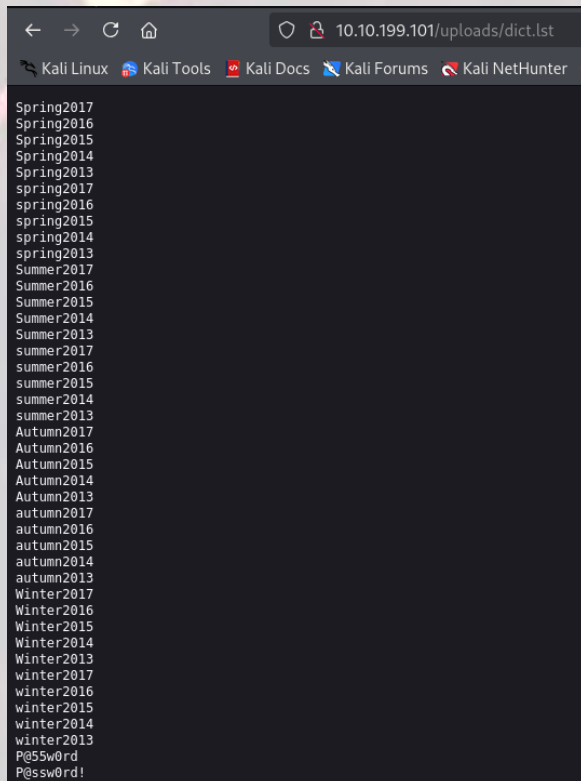 10.10.199.101/uploads/dict.lst
Kali Linux Kali Tools Kali Docs Kali Forums Kali NetHunter
Spring2017
Spring2016
Spring2015
Spring2014
Spring2013
spring2017
spring2016
spring2015
spring2014
spring2013
Summer2017
Summer2016
Summer2015
Summer2014
Summer2013
summer2017
summer2016
summer2015
summer2014
summer2013
Autumn2017
Autumn2016
Autumn2015
Autumn2014
Autumn2013
autumn2017
autumn2016
autumn2015
autumn2014
autumn2013
Winter2017
Winter2016
Winter2015
Winter2014
Winter2013
winter2017
winter2016
winter2015
winter2014
winter2013
P@55w0rd
P@ssw0rd!